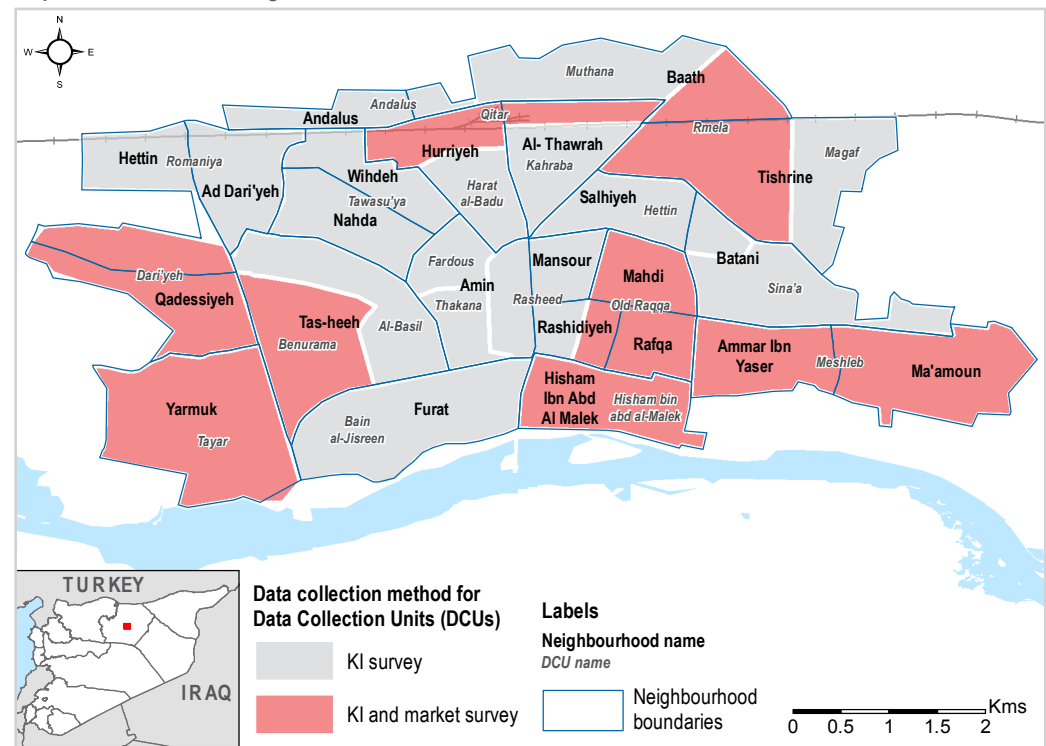 N
W
E
S
Muthana
Baath
Andalus
Andalus
Qitar
Rmela
Hurriyeh
Al- Thawrah
Kahraba
Magaf
Hettin
Romaniya
Wihdeh
Tishrine
Ad Dari'yeh
Tawasu'ya
Nahda
Harat
al-Badu
Salhiyeh
Hettin
Fardous
Mansour
Batani
Dari'yeh
Qadessiyeh
Amin
Mahdi
Sina'a
Thakana
Rasheed
Old-Raqqa
Tas-heeh
Benurama
Al-Basil
Rashidiyeh
Rafqa
Ammar Ibn
Yaser
Meshleb
Ma'amoun
Yarmuk
Tayar
Furat
Bain
al-Jisreen
Hisham
Ibn Abd
Al Malek
Hisham bin
abd al-Malek
TURKEY
IRAQ
Data collection method for
Data Collection Units (DCUs)
KI survey
KI and market survey
Labels
Neighbourhood name
DCU name
Neighbourhood
boundaries
Kms
0 0.5 1 1.5 2